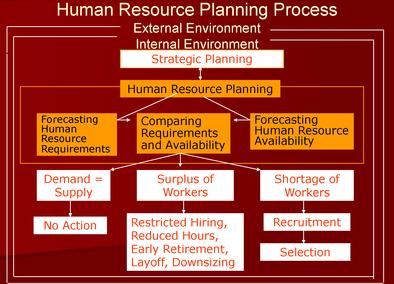 Human Resource Planning Process
External Environment
Internal Environment
Strategic Planning
Human Resource Planning
Forecasting
Human
Resource
Requirements
Comparing
Requirements
and Availability
Forecasting
Human Resource
Availability
Demand =
Supply
Surplus of
Workers
Shortage of
Workers
No Action
Restricted Hiring,
Reduced Hours,
Early Retirement,
Layoff, Downsizing
Recruitment
Selection